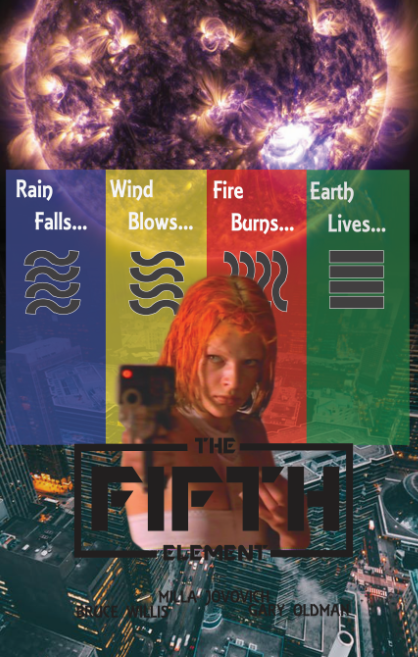 Rain
Falls...
Wind
Blows...
Fire
Burns...
Earth
Lives...
THE
FIFTH
ELEMENT
MILLA JOVOVICH
BRUCE WILLIS GARY OLDMAN